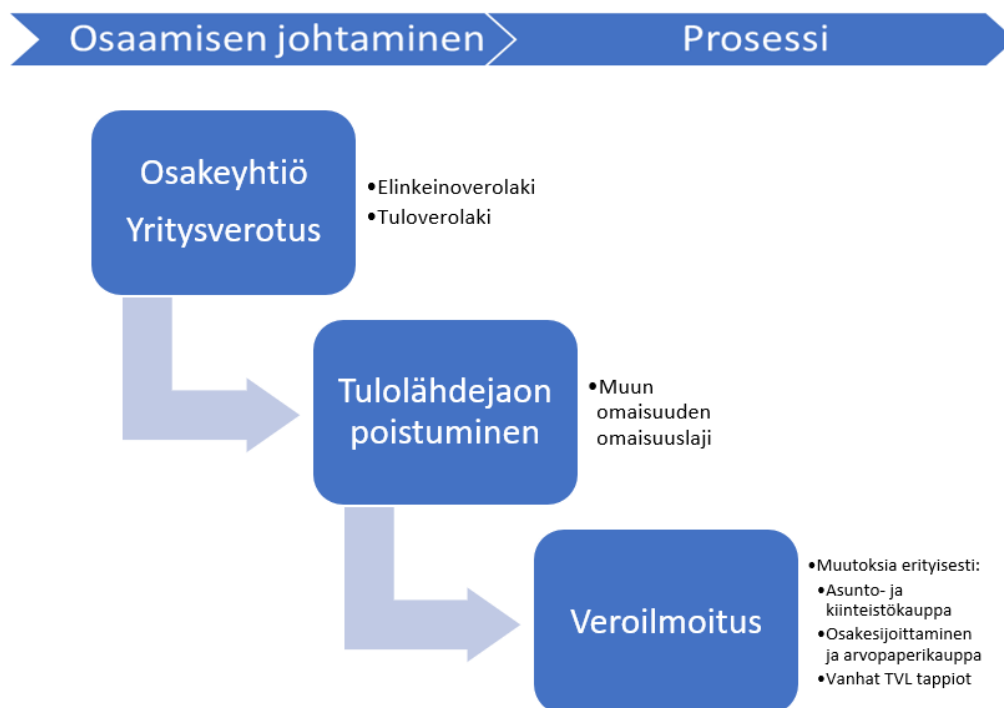 Osaamisen johtaminen
Prosessi
Osakeyhtiö
Yritysverotus
•Elinkeinoverolaki
•Tuloverolaki
Tulolähdejaon
poistuminen
•Muun
omaisuuden
omaisuuslaji
Veroilmoitus
•Muutoksia erityisesti:
•Asunto- ja
kiinteistökauppa
•Osakesijoittaminen
ja arvopaperikauppa
•Vanhat TVL tappiot